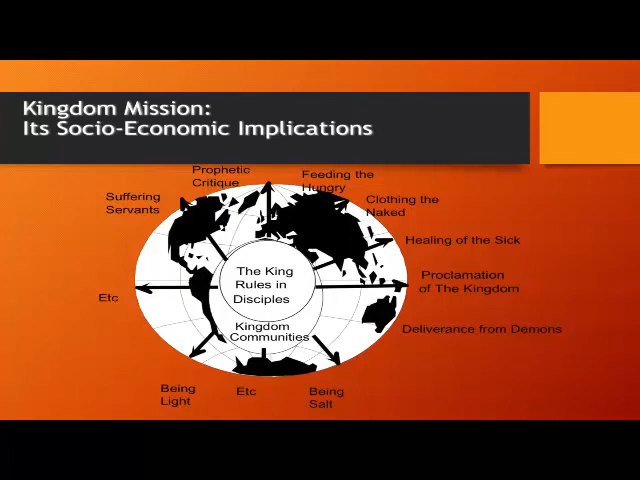 Kingdom Mission:
Its Socio-Economic Implications
Prophetic
Critique
Feeding the
Hungry
Suffering
Servants
Clothing the
Naked
Healing of the Sick
The King
Rules in
Disciples
Proclamation
of The Kingdom
Etc
Kingdom
Communities
Deliverance from Demons
Being
Light
Etc
Being
Salt